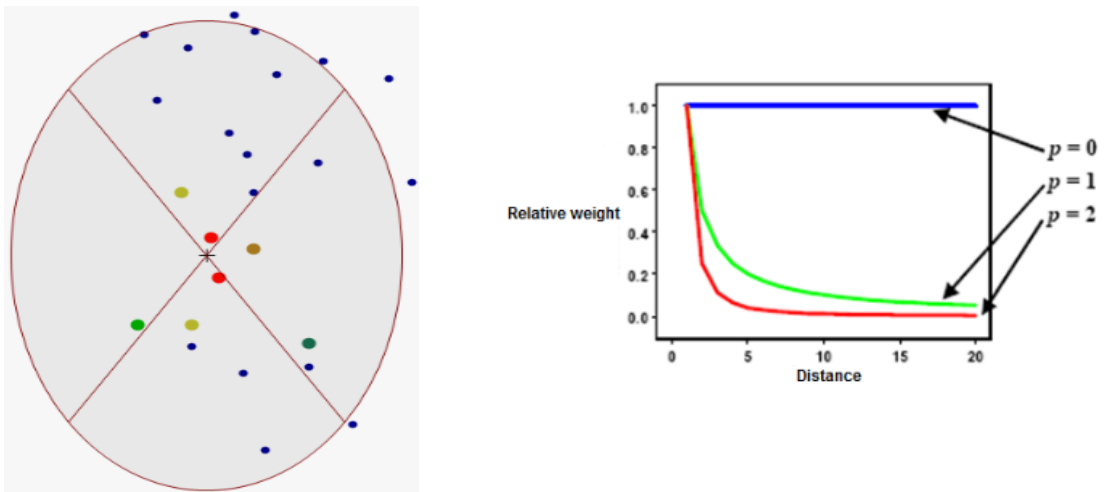 1.0
0.8
0.6
0.4
0.2
0.0
Relative weight
0 5 10 15 20
Distance
p = 0
p = 1
p = 2